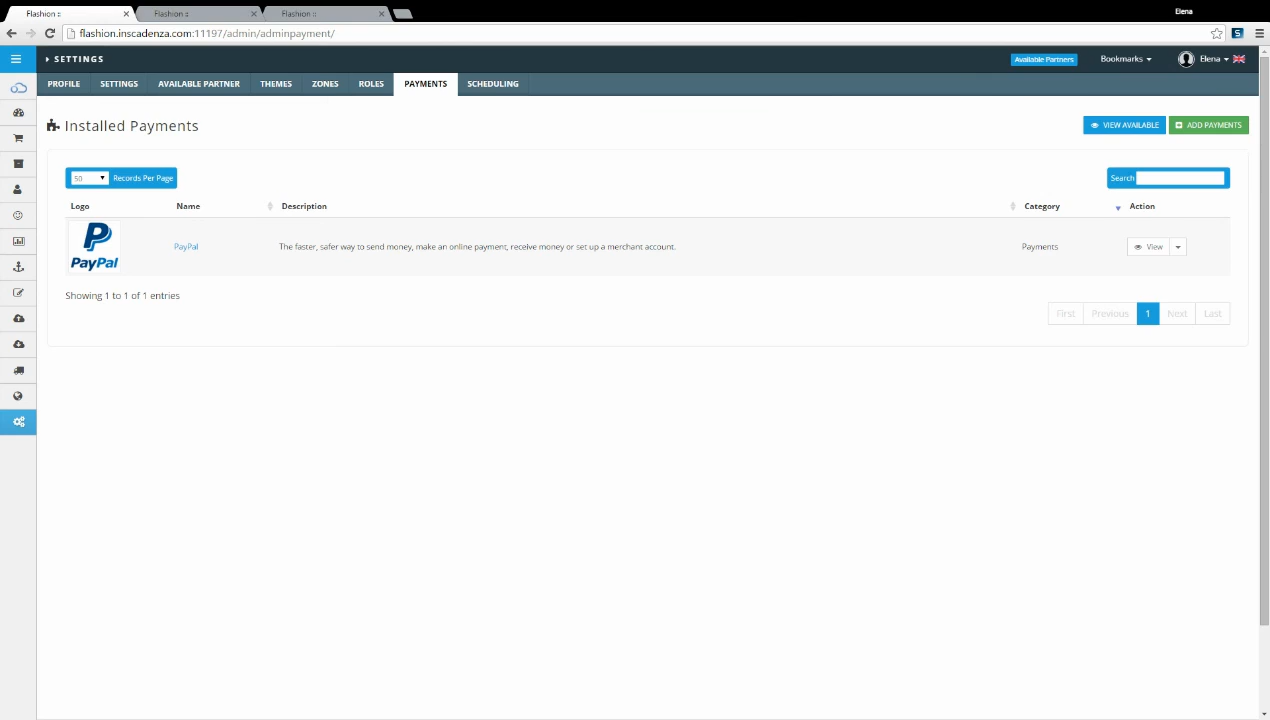 Flashion :: Flashion :: Flashion :: Elena
flashion.inscadenza.com:11197/admin/adminpayment/
SETTINGS Available Partners Bookmarks Elena
PROFILE SETTINGS AVAILABLE PARTNER THEMES ZONES ROLES PAYMENTS SCHEDULING
Installed Payments VIEW AVAILABLE ADD PAYMENTS
50 Records Per Page Search
Logo Name Description Category Action
PayPal PayPal The faster, safer way to send money, make an online payment, receive money or set up a merchant account. Payments View
Showing 1 to 1 of 1 entries
First Previous 1 Next Last